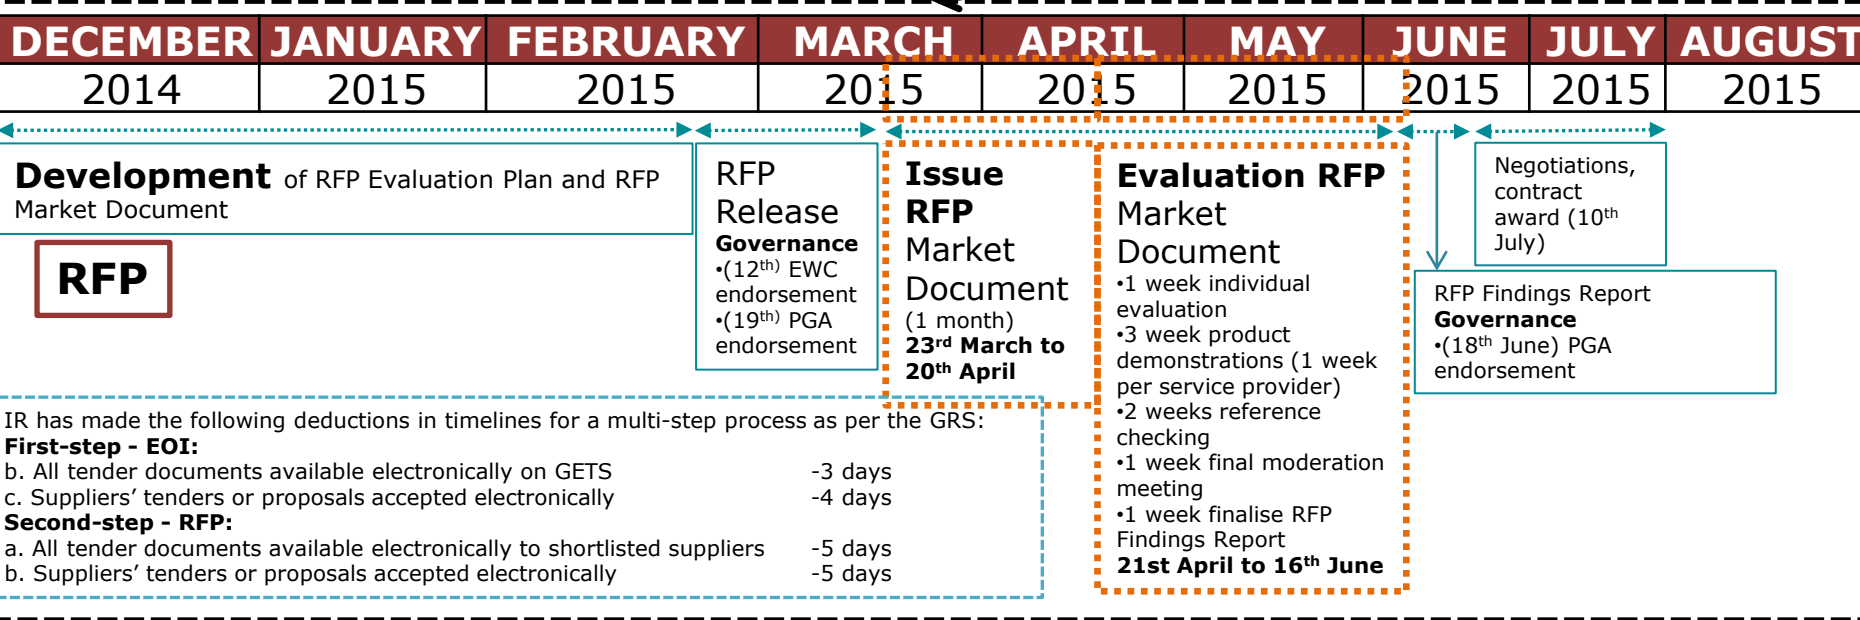 DECEMBER JANUARY FEBRUARY MARCH APRIL MAY JUNE JULY AUGUST
2014 2015 2015 2015 2015 2015 2015 2015 2015
Development of RFP Evaluation Plan and RFP
Market Document
RFP
RFP
Release
Governance
•(12th) EWC
endorsement
•(19th) PGA
endorsement
Issue
RFP
Market
Document
(1 month)
23rd March to
20th April
Evaluation RFP
Market
Document
•1 week individual
evaluation
•3 week product
demonstrations (1 week
per service provider)
•2 weeks reference
checking
•1 week final moderation
meeting
•1 week finalise RFP
Findings Report
21st April to 16th June
Negotiations,
contract
award (10th
July)
RFP Findings Report
Governance
•(18th June) PGA
endorsement
IR has made the following deductions in timelines for a multi-step process as per the GRS:
First-step - EOI:
b. All tender documents available electronically on GETS -3 days
c. Suppliers’ tenders or proposals accepted electronically -4 days
Second-step - RFP:
a. All tender documents available electronically to shortlisted suppliers -5 days
b. Suppliers’ tenders or proposals accepted electronically -5 days